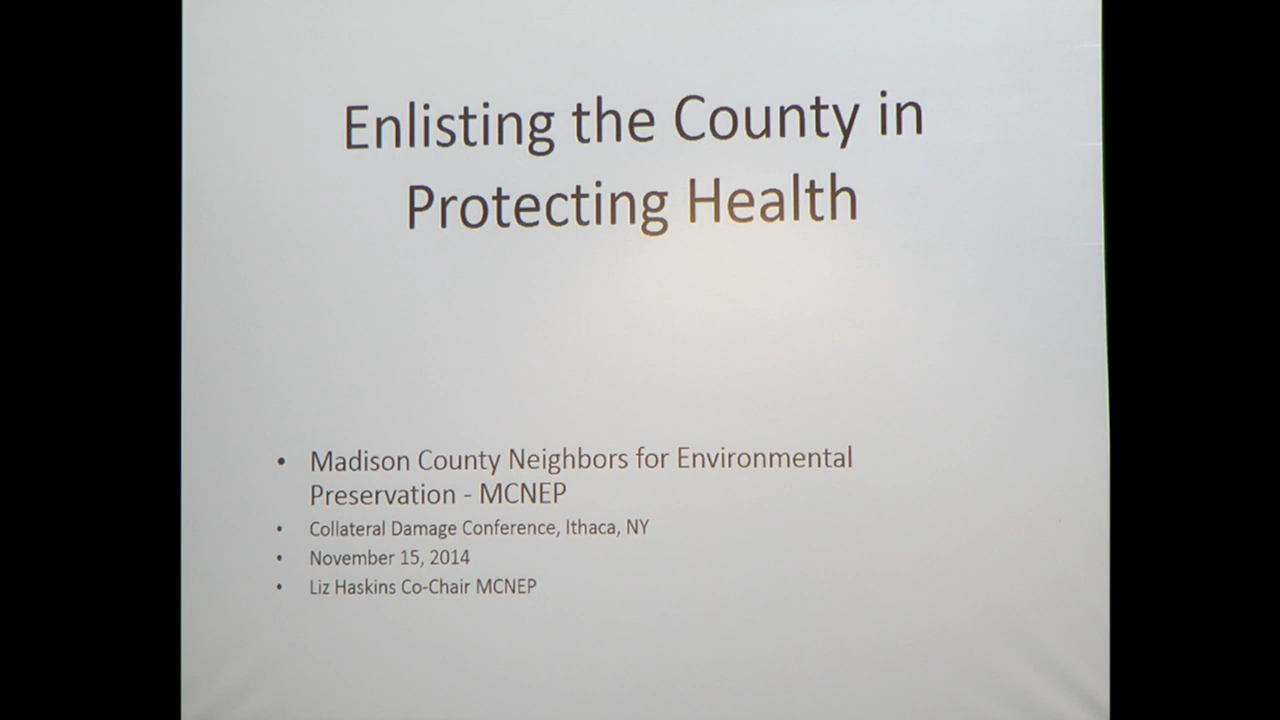 Enlisting the County in
Protecting Health
• Madison County Neighbors for Environmental
Preservation - MCNEP
• Collateral Damage Conference, Ithaca, NY
• November 15, 2014
• Liz Haskins Co-Chair MCNEP